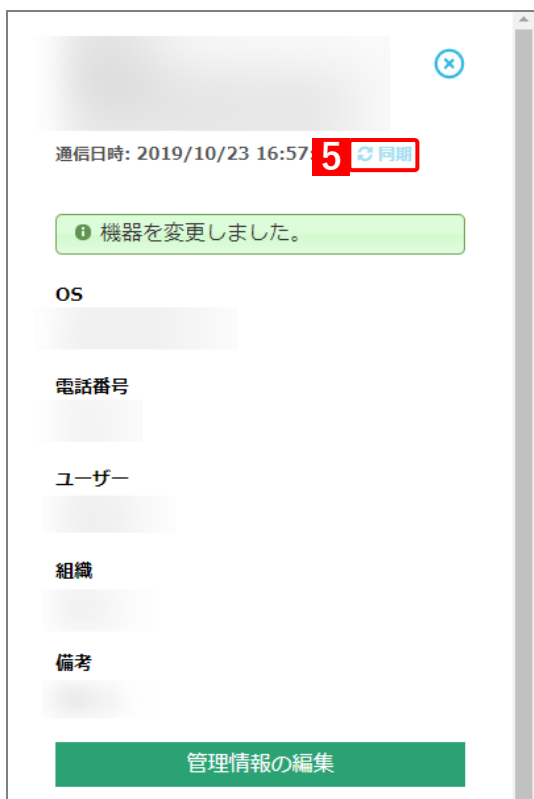 通信日時: 2019/10/23 16:57: 5 同期
機器を変更しました。
OS
電話番号
ユーザー
組織
備考
管理情報の編集